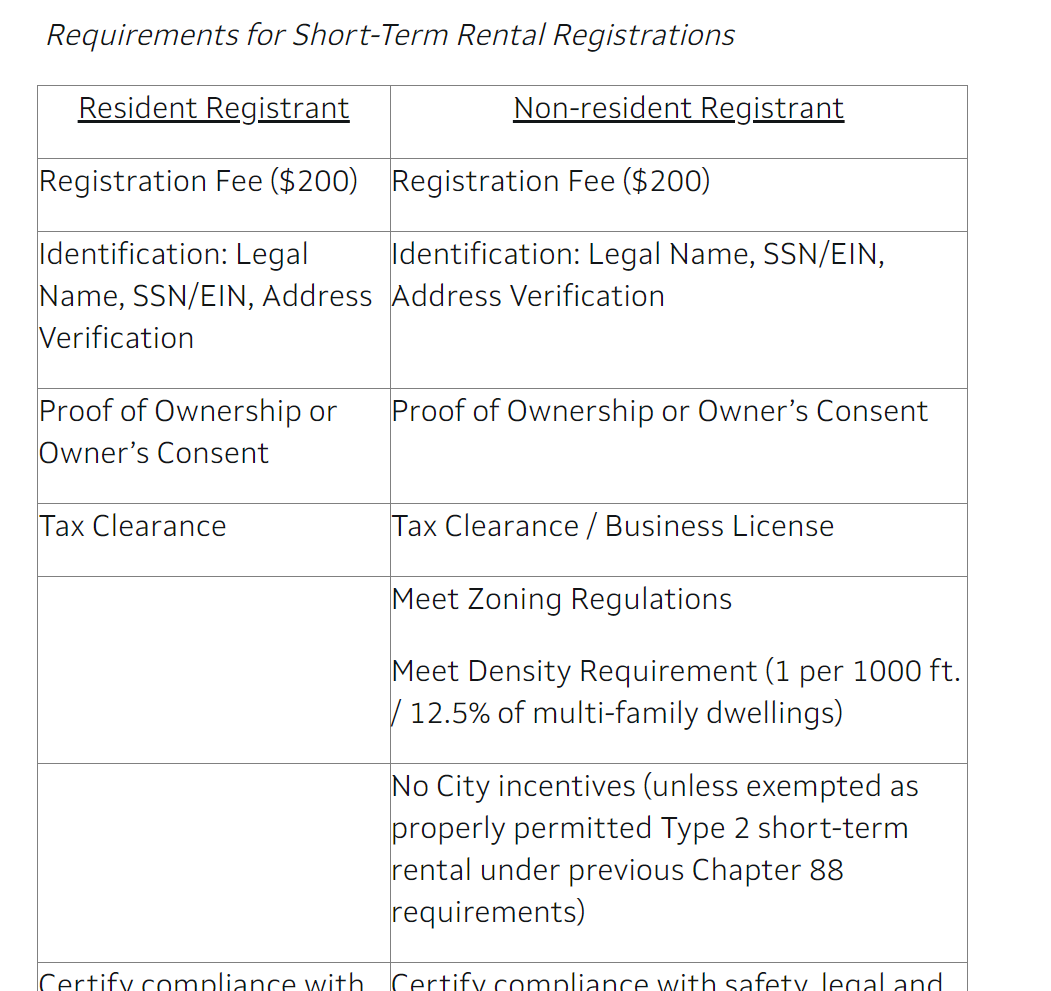 Requirements for Short-Term Rental Registrations
Resident Registrant
Non-resident Registrant
Registration Fee ($200)
Registration Fee ($200)
Identification: Legal
Name, SSN/EIN, Address
Verification
Identification: Legal Name, SSN/EIN,
Address Verification
Proof of Ownership or
Owner’s Consent
Proof of Ownership or Owner’s Consent
Tax Clearance
Tax Clearance / Business License
Meet Zoning Regulations
Meet Density Requirement (1 per 1000 ft.
/ 12.5% of multi-family dwellings)
No City incentives (unless exempted as
properly permitted Type 2 short-term
rental under previous Chapter 88
requirements)
Certify compliance with
Certify compliance with safety, legal and